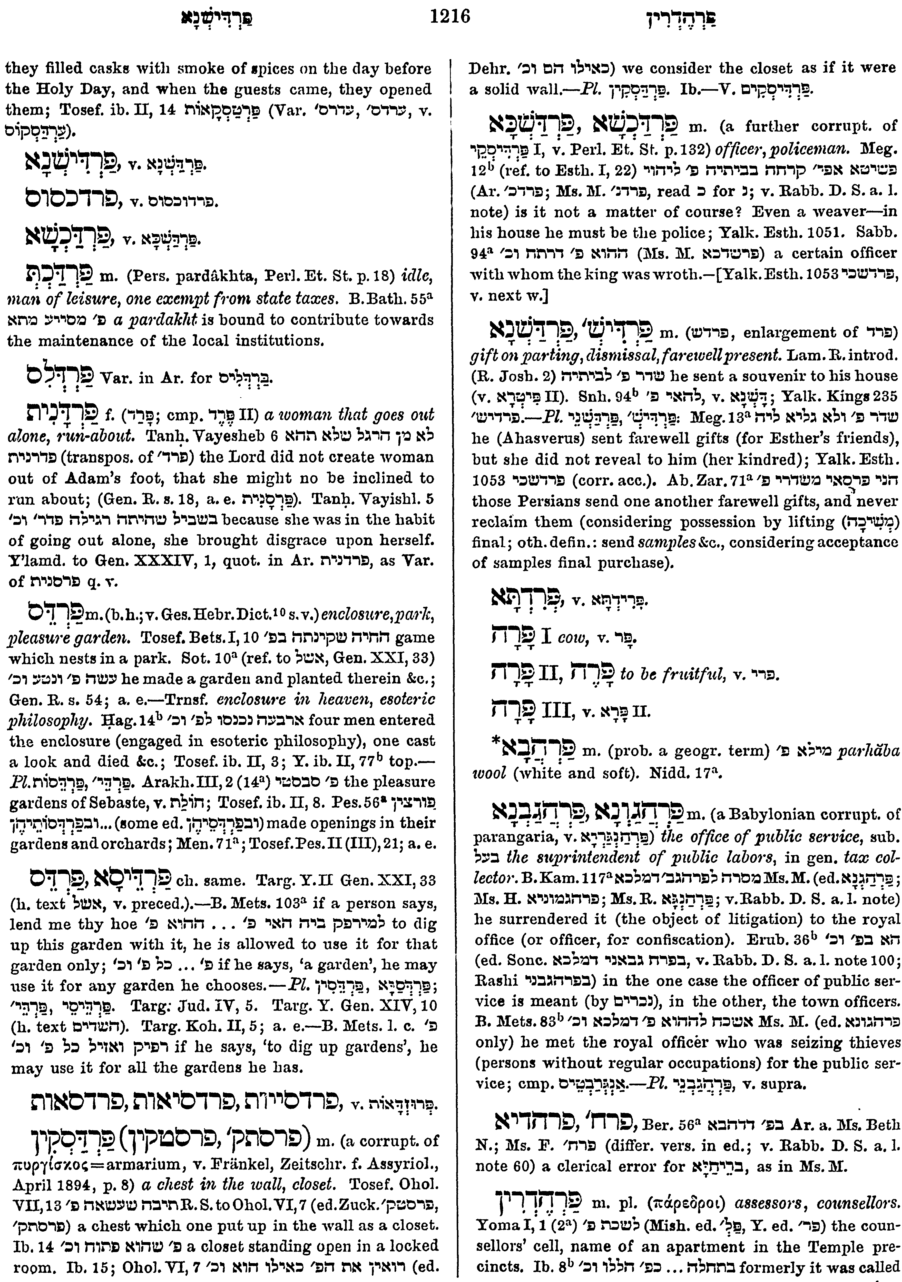 פַּרְדִּישְׁנָא 1216 פַּרְהֶדְרִין
they filled casks with smoke of spices on the day before
the Holy Day, and when the guests came, they opened
them; Tosef. ib. II, 14 פַּרְטַסְקָאוֹת (Var. 'ערדס', עדרס, v.
עַרְדַסְקוֹס).
פַּרְדִּישְׁנָא, v. פַּרְדַּשְׁנָא.
פרדכסוס, v. פרדוכסוס.
פַּרְדַּכְשָׁא, v. פַּרְדַּשְׁכָא.
פַּרְדַּכְתְּ m. (Pers. pardâkhta, Perl. Et. St. p. 18) idle,
man of leisure, one exempt from state taxes. B. Bath. 55ª
פ' מסייע מתא a pardakht is bound to contribute towards
the maintenance of the local institutions.
פַּרְדְּלִס Var. in Ar. for בַּרְדְּלִיס.
פַּרְדָּנִית f. (פָּרַד; cmp. פֶּרֶד II) a woman that goes out
alone, run-about. Tanḥ. Vayesheb 6 לא מן הרגל שלא תהא
פדרנית (transpos. of 'פרד) the Lord did not create woman
out of Adam's foot, that she might no be inclined to
run about; (Gen. R. s. 18, a. e. פַּרְסָנִית). Tanḥ. Vayishl. 5
בשביל שהיתה רגילה פדר' וכ' because she was in the habit
of going out alone, she brought disgrace upon herself.
Y'lamd. to Gen. XXXIV, 1, quot. in Ar. פרדנית, as Var.
of פרסנית q. v.
פַּרְדֵּס m. (b. h.; v. Ges. Hebr. Dict.¹⁰ s. v.) enclosure, park,
pleasure garden. Tosef. Bets. I, 10 החיה שקינתה בפ' game
which nests in a park. Sot. 10ª (ref. to אשל, Gen. XXI, 33)
עשה פ' ונטע וכ' he made a garden and planted therein &c.;
Gen. R. s. 54; a. e.—Trnsf. enclosure in heaven, esoteric
philosophy. Ḥag. 14ᵇ ארבעה נכנסו לפ' וכ' four men entered
the enclosure (engaged in esoteric philosophy), one cast
a look and died &c.; Tosef. ib. II, 3; Y. ib. II, 77ᵇ top.—
Pl. פַּרְדֵּי', פַּרְדֵּסוֹת. Arakh. III, 2 (14ª) פ' סבסטי the pleasure
gardens of Sebaste, v. חוֹלַת; Tosef. ib. II, 8. Pes. 56ª פורצין
ובפרדסותיהן... (some ed. ובפרדסיהן) made openings in their
gardens and orchards; Men. 71ª; Tosef. Pes. II (III), 21; a. e.
פַּרְדֵּיסָא, פַּרְדֵּס ch. same. Targ. Y. II Gen. XXI, 33
(h. text אשל, v. preced.).—B. Mets. 103ª if a person says,
lend me thy hoe למירפק ביה האי פ' ... ההוא פ' to dig
up this garden with it, he is allowed to use it for that
garden only; פ' ... כל פ' וכ' if he says, 'a garden', he may
use it for any garden he chooses.—Pl. פַּרְדֵּסִין, פַּרְדֵּסַיָּא;
פַּרְדֵּיסֵי, פַּרְדֵּי'. Targ. Jud. IV, 5. Targ. Y. Gen. XIV, 10
(h. text השדים). Targ. Koh. II, 5; a. e.—B. Mets. l. c. פ'
רפיק ואזיל כל פ' וכ' if he says, 'to dig up gardens', he
may use it for all the gardens he has.
פרדסייות, פרדסיאות, פרדסאות, v. פְּרוֹזְדָאוֹת.
פַּרְדַּסְקִין (פרסתק', פרסטקין) m. (a corrupt. of
πυργίσκος=armarium, v. Fränkel, Zeitschr. f. Assyriol.,
April 1894, p. 8) a chest in the wall, closet. Tosef. Ohol.
VII, 13 תיבה שעשאה פ' R. S. to Ohol. VI, 7 (ed. Zuck. 'פרסטק,
'פרסתק) a chest which one put up in the wall as a closet.
Ib. 14 פ' שהוא פתוח וכ' a closet standing open in a locked
room. Ib. 15; Ohol. VI, 7 רואין את הפ' כאילו הוא וכ' (ed.
Dehr. כאילו הם וכ') we consider the closet as if it were
a solid wall.—Pl. פַּרְדַּסְקִין. Ib.—V. פַּרְדִּיסְקִים.
פַּרְדַּכְשָׁא, פַּרְדַּשְׁכָא m. (a further corrupt. of
פַּרְהִידִיסְקֵי I, v. Perl. Et. St. p. 132) officer, policeman. Meg.
12ᵇ (ref. to Esth. I, 22) פשיטא אפי' קרחה בביתיה פ' ליהוי
(Ar. 'פרדכ; Ms. M. 'פרדנ, read כ for נ; v. Rabb. D. S. a. l.
note) is it not a matter of course? Even a weaver—in
his house he must be the police; Yalk. Esth. 1051. Sabb.
94ª ההוא פ' דרתח וכ' (Ms. M. פרשדכא) a certain officer
with whom the king was wroth.—[Yalk. Esth. 1053 פרדשכי,
v. next w.]
פַּרְדַּשְׁנָא, פַּרְדִּישְׁ' m. (פרדש, enlargement of פרד)
gift on parting, dismissal, farewell present. Lam. R. introd.
(R. Josh. 2) שדר פ' לביתיה he sent a souvenir to his house
(v. פִּיטְרָא II). Snh. 94ᵇ להאי פ', v. דַּשְׁנָא; Yalk. Kings 235
'פרדיש.—Pl. פַּרְדַּשְׁנֵי, פַּרְדִּישְׁ': Meg. 13ª שדר פ' ולא גליא ליה
he (Ahasverus) sent farewell gifts (for Esther's friends),
but she did not reveal to him (her kindred); Yalk. Esth.
1053 פרדשכי (corr. acc.). Ab. Zar. 71ª הני פרסאי משדרי פ'
those Persians send one another farewell gifts, and never
reclaim them (considering possession by lifting (מְשִׁיכָה)
final; oth. defin.: send samples &c., considering acceptance
of samples final purchase).
פְּרִדְתָּא, v. פְּרִידְתָּא.
פָּרָה I cow, v. פַּר.
פָּרָה II, פָּרֶה to be fruitful, v. פרי.
פָּרָה III, v. פָּרָא II.
*פַּרְהֲבָא m. (prob. a geogr. term) מילא פ' parhăba
wool (white and soft). Nidd. 17ª.
פַּרְהַגְוָנָא, פַּרְהַגְבָנָא m. (a Babylonian corrupt. of
parangaria, v. פַּרְהַנְגַּרְיָא) the office of public service, sub.
בעל the suprintendent of public labors, in gen. tax col-
lector. B. Kam. 117ª מסרה לפרהגב' דמלכא Ms. M. (ed. פַּרְהַגְנָא;
Ms. H. פרהגמוניא; Ms. R. פַּרְהַנְגָּא; v. Rabb. D. S. a. l. note)
he surrendered it (the object of litigation) to the royal
office (or officer, for confiscation). Erub. 36ᵇ הא בפ' וכ'
(ed. Sonc. בפרח גבאני דמלכא, v. Rabb. D. S. a. l. note 100;
Rashi בפרהגבני) in the one case the officer of public ser-
vice is meant (by נכרים), in the other, the town officers.
B. Mets. 83ᵇ אשכח לההוא פ' דמלכא וכ' Ms. M. (ed. פרהגונא
only) he met the royal officer who was seizing thieves
(persons without regular occupations) for the public ser-
vice; cmp. אַנְגַּרְבַּטִיס.—Pl. פַּרְהַגְבָנֵי, v. supra.
פרח', פרהדיא, Ber. 56ª בפ' דדהבא Ar. a. Ms. Beth
N.; Ms. F. 'פרח (differ. vers. in ed.; v. Rabb. D. S. a. l.
note 60) a clerical error for בְּרִיחַיָּא, as in Ms. M.
פַּרְהֶדְרִין m. pl. (πάρεδροι) assessors, counsellors.
Yoma I, 1 (2ª) לשכת פ' (Mish. ed. 'פַּלְ, Y. ed. 'פר) the coun-
sellors' cell, name of an apartment in the Temple pre-
cincts. Ib. 8ᵇ בתחלה ... כפ' חללו וכ' formerly it was called